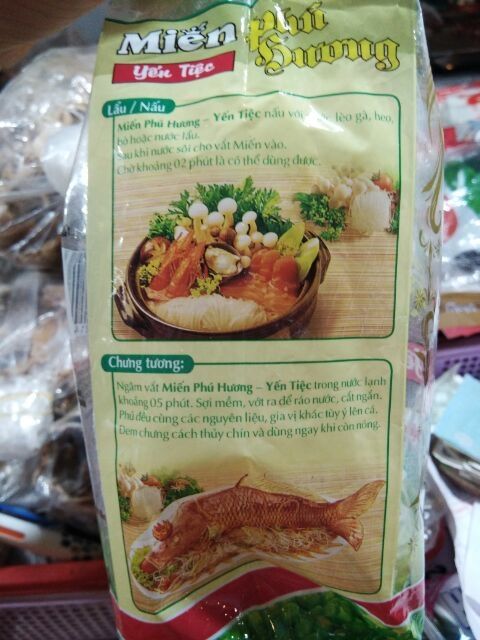 Miến Phú Hương
Yến Tiệc
Lẩu / Nấu
Miến Phú Hương – Yến Tiệc nấu với lèo gà, heo,
bò hoặc nước lẩu.
Sau khi nước sôi cho vắt Miến vào.
Chờ khoảng 02 phút là có thể dùng được.
Chưng tương:
Ngâm vắt Miến Phú Hương – Yến Tiệc trong nước lạnh
khoảng 05 phút. Sợi mềm, vớt ra để ráo nước, cắt ngắn.
Phủ đều cùng các nguyên liệu, gia vị khác tùy ý lên cá.
Đem chưng cách thủy chín và dùng ngay khi còn nóng.